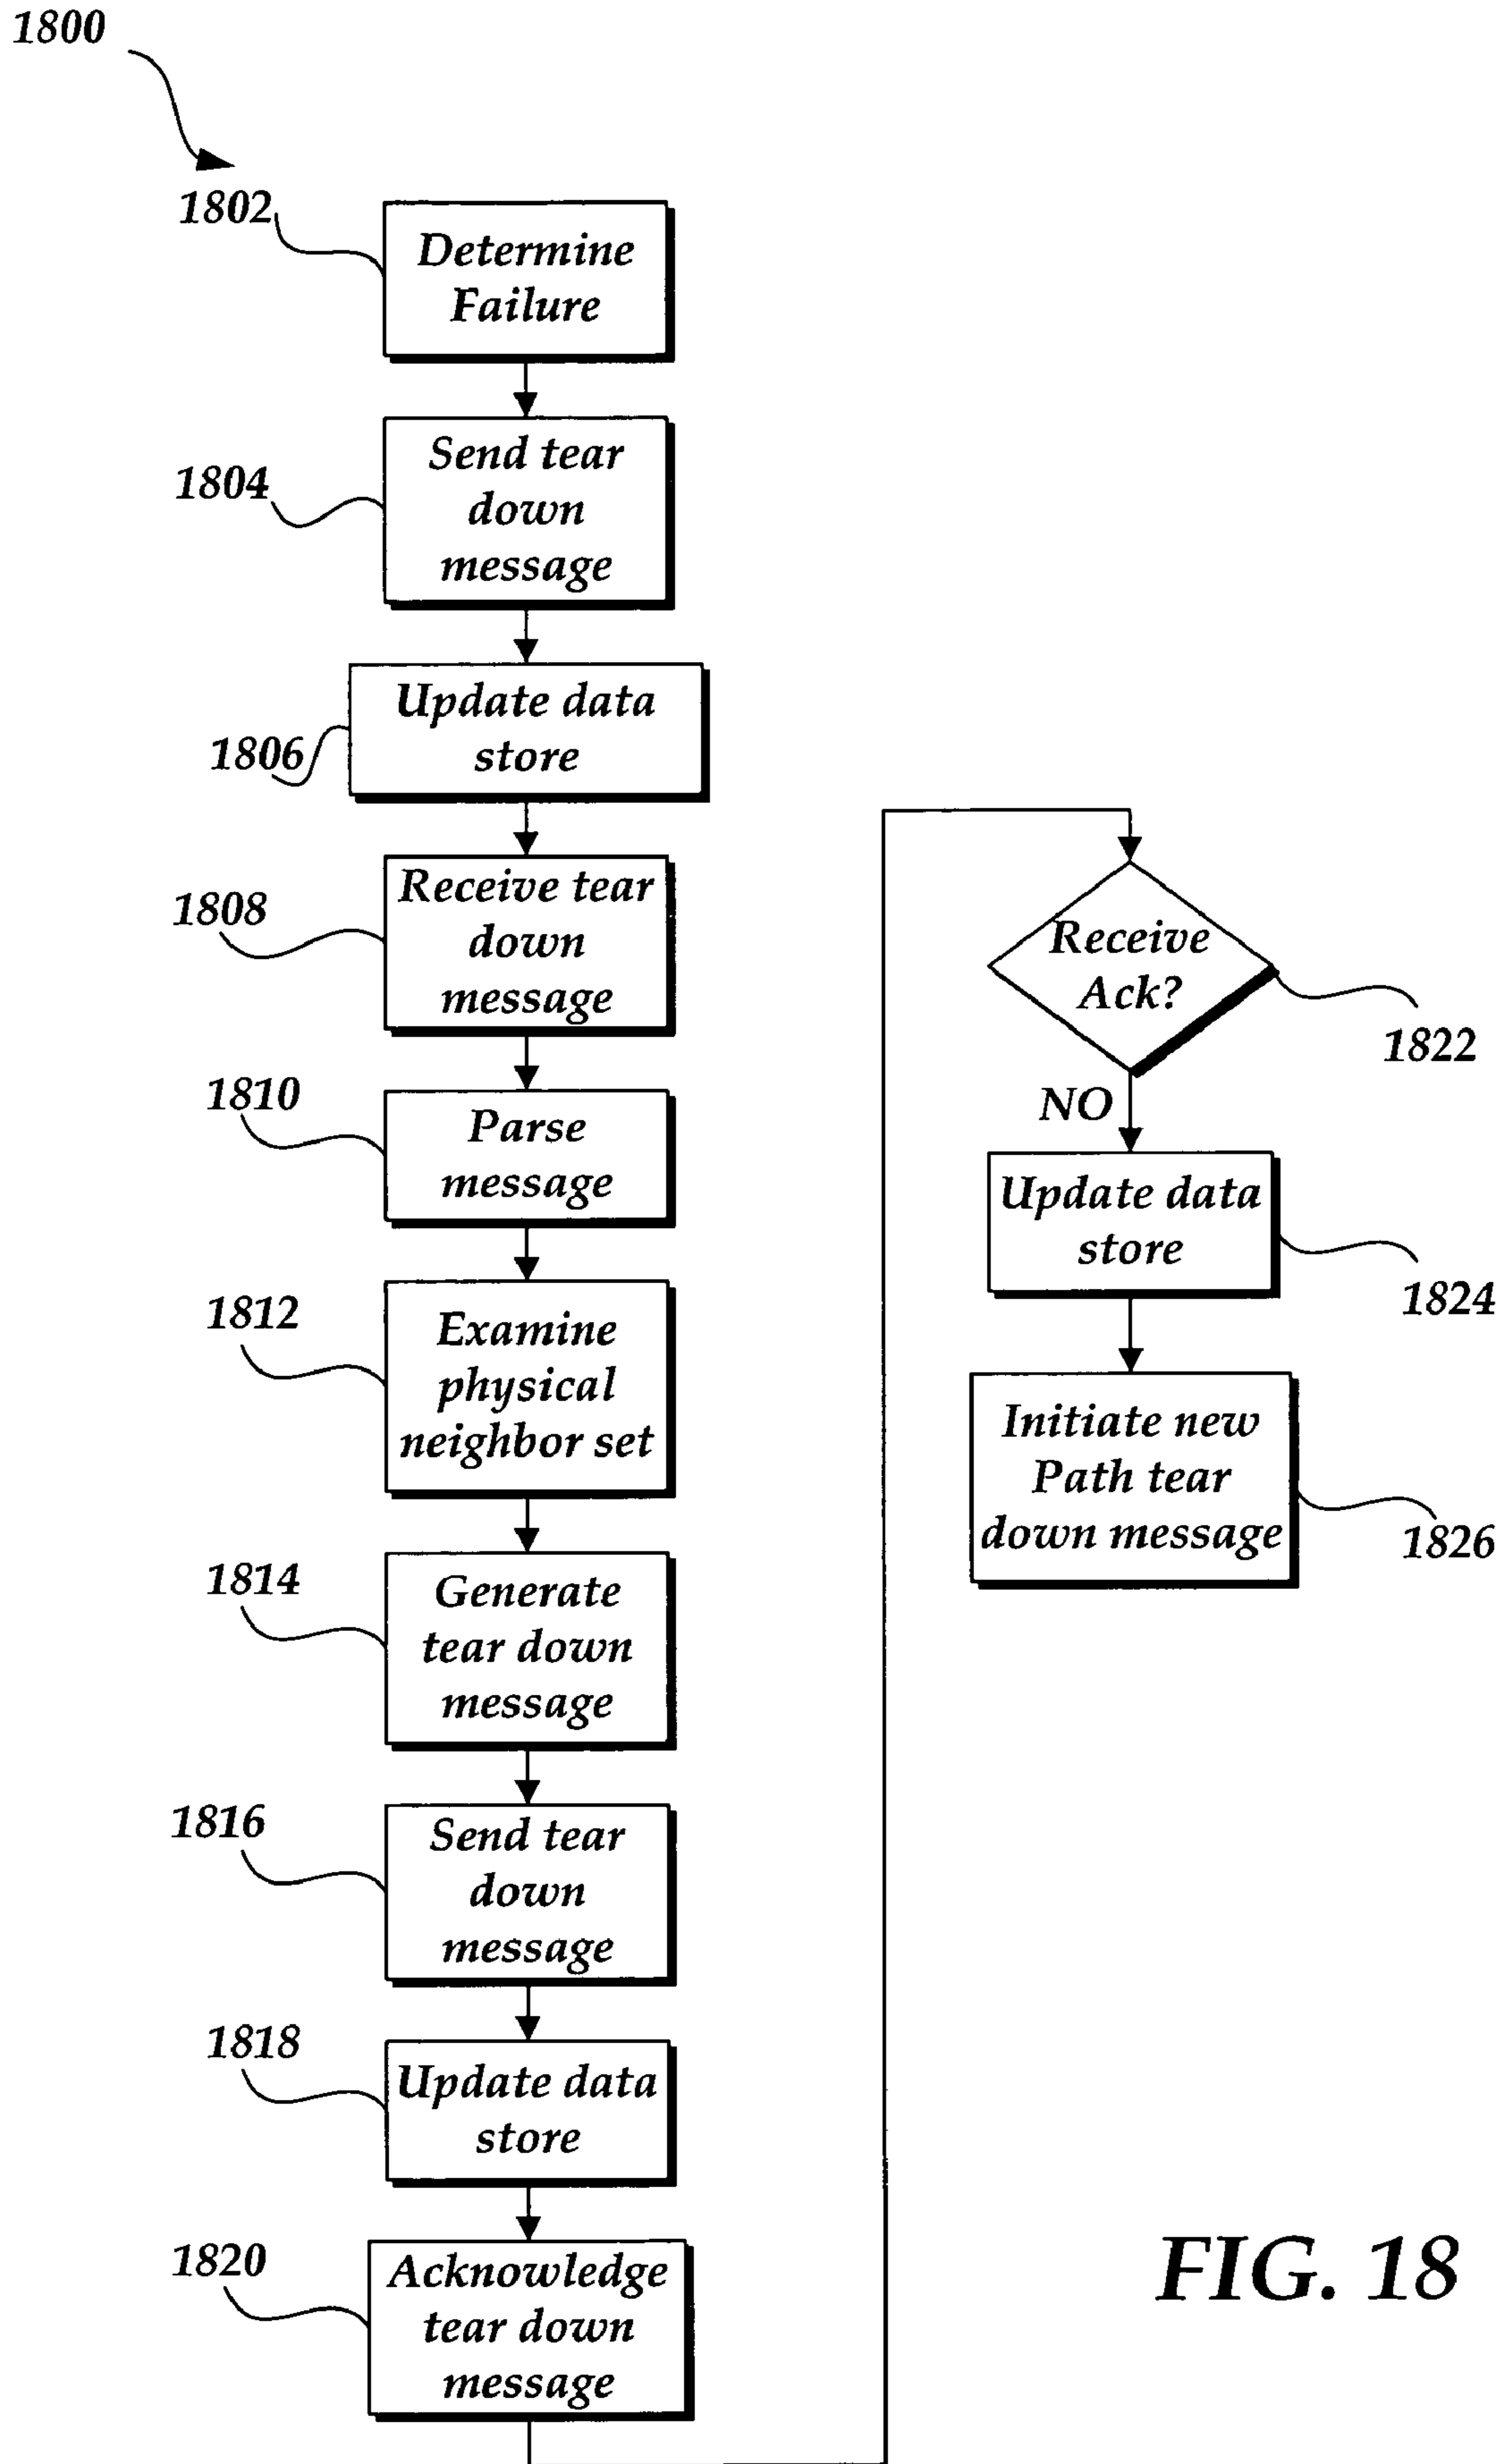 1800
1802
Determine
Failure
1804
Send tear
down
message
1806
Update data
store
1808
Receive tear
down
message
1810
Parse
message
1812
Examine
physical
neighbor set
1814
Generate
tear down
message
1816
Send tear
down
message
1818
Update data
store
1820
Acknowledge
tear down
message
Receive
Ack?
1822
NO
Update data
store
1824
Initiate new
Path tear
down message
1826
FIG. 18